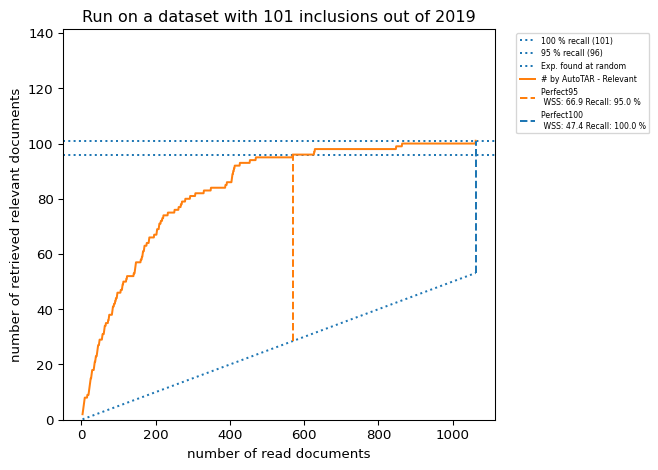 Run on a dataset with 101 inclusions out of 2019
number of retrieved relevant documents
140
120
100
80
60
40
20
0
0 200 400 600 800 1000
number of read documents
100 % recall (101)
95 % recall (96)
Exp. found at random
# by AutoTAR - Relevant
Perfect95
WSS: 66.9 Recall: 95.0 %
Perfect100
WSS: 47.4 Recall: 100.0 %